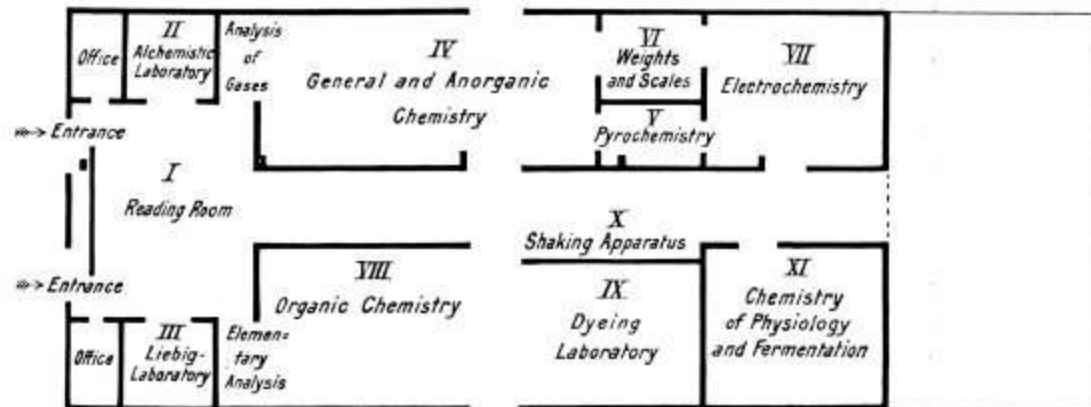 Office
II
Alchemistic
Laboratory
Analysis
of
Gases
IV
General and Anorganic
Chemistry
VI
Weights
and Scales
V
Pyrochemistry
VII
Electrochemistry
Entrance
I
Reading Room
Entrance
X
Shaking Apparatus
Office
III
Liebig-
Laboratory
Elemen=
tary
Analysis
VIII
Organic Chemistry
IX
Dyeing
Laboratory
XI
Chemistry
of Physiology
and Fermentation